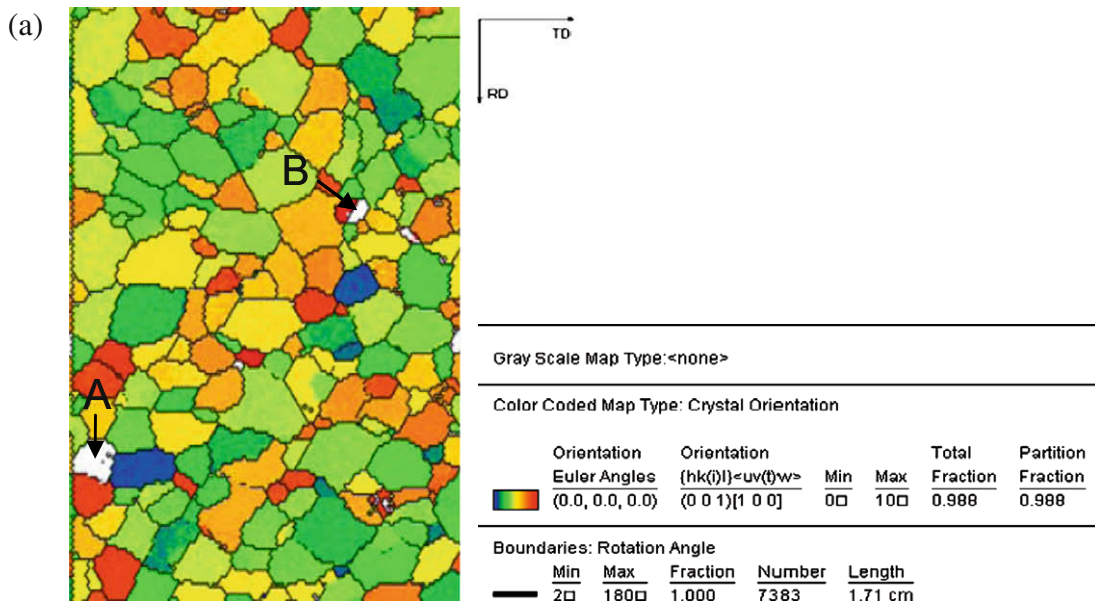 (a)
TD
RD
B
A
Gray Scale Map Type:<none>
Color Coded Map Type: Crystal Orientation
Orientation Orientation Total Partition
Euler Angles {hk(i)l}<uv(t)w> Min Max Fraction Fraction
(0.0, 0.0, 0.0) (0 0 1)[1 0 0] 0□ 10□ 0.988 0.988
Boundaries: Rotation Angle
Min Max Fraction Number Length
2□ 180□ 1.000 7383 1.71 cm